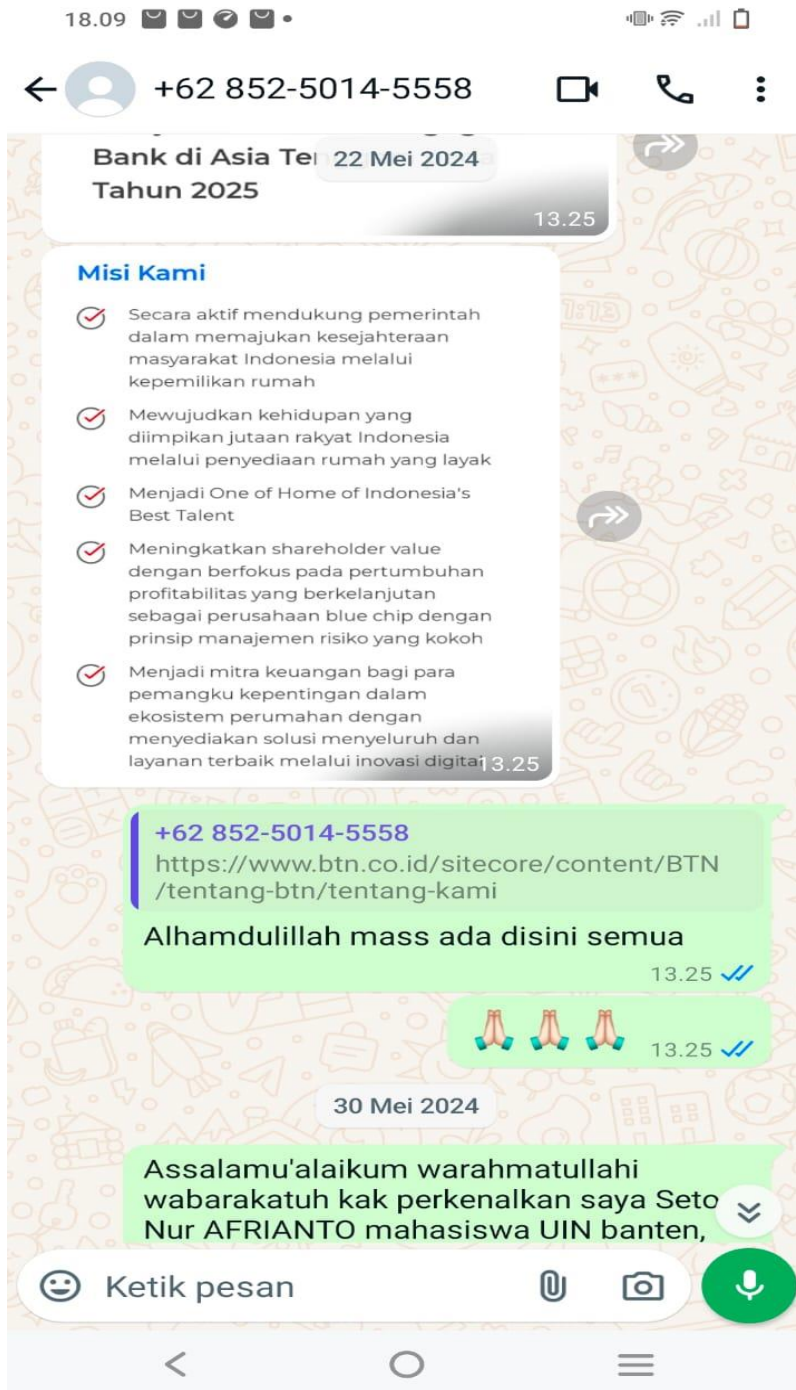 18.09
+62 852-5014-5558
22 Mei 2024
Bank di Asia
Tahun 2025
13.25
Misi Kami
Secara aktif mendukung pemerintah
dalam memajukan kesejahteraan
masyarakat Indonesia melalui
kepemilikan rumah
Mewujudkan kehidupan yang
diimpikan jutaan rakyat Indonesia
melalui penyediaan rumah yang layak
Menjadi One of Home of Indonesia's
Best Talent
Meningkatkan shareholder value
dengan berfokus pada pertumbuhan
profitabilitas yang berkelanjutan
sebagai perusahaan blue chip dengan
prinsip manajemen risiko yang kokoh
Menjadi mitra keuangan bagi para
pemangku kepentingan dalam
ekosistem perumahan dengan
menyediakan solusi menyeluruh dan
layanan terbaik melalui inovasi digital
13.25
+62 852-5014-5558
https://www.btn.co.id/sitecore/content/BTN
/tentang-btn/tentang-kami
Alhamdulillah mass ada disini semua
13.25
🙏🙏🙏 13.25
30 Mei 2024
Assalamu'alaikum warahmatullahi
wabarakatuh kak perkenalkan saya Seto
Nur AFRIANTO mahasiswa UIN banten,
Ketik pesan